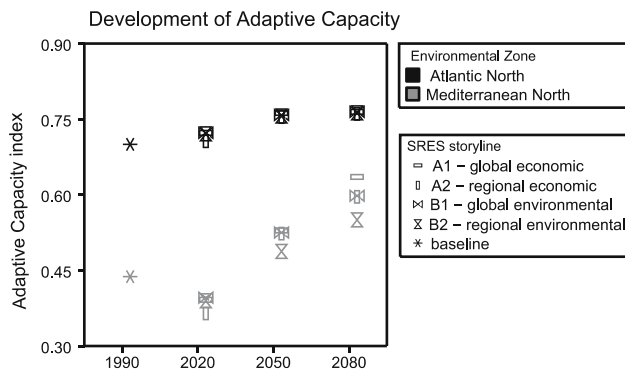 Development of Adaptive Capacity
Adaptive Capacity index
0.90
0.75
0.60
0.45
0.30
1990
2020
2050
2080
Environmental Zone
Atlantic North
Mediterranean North
SRES storyline
A1 – global economic
A2 – regional economic
B1 – global environmental
B2 – regional environmental
baseline